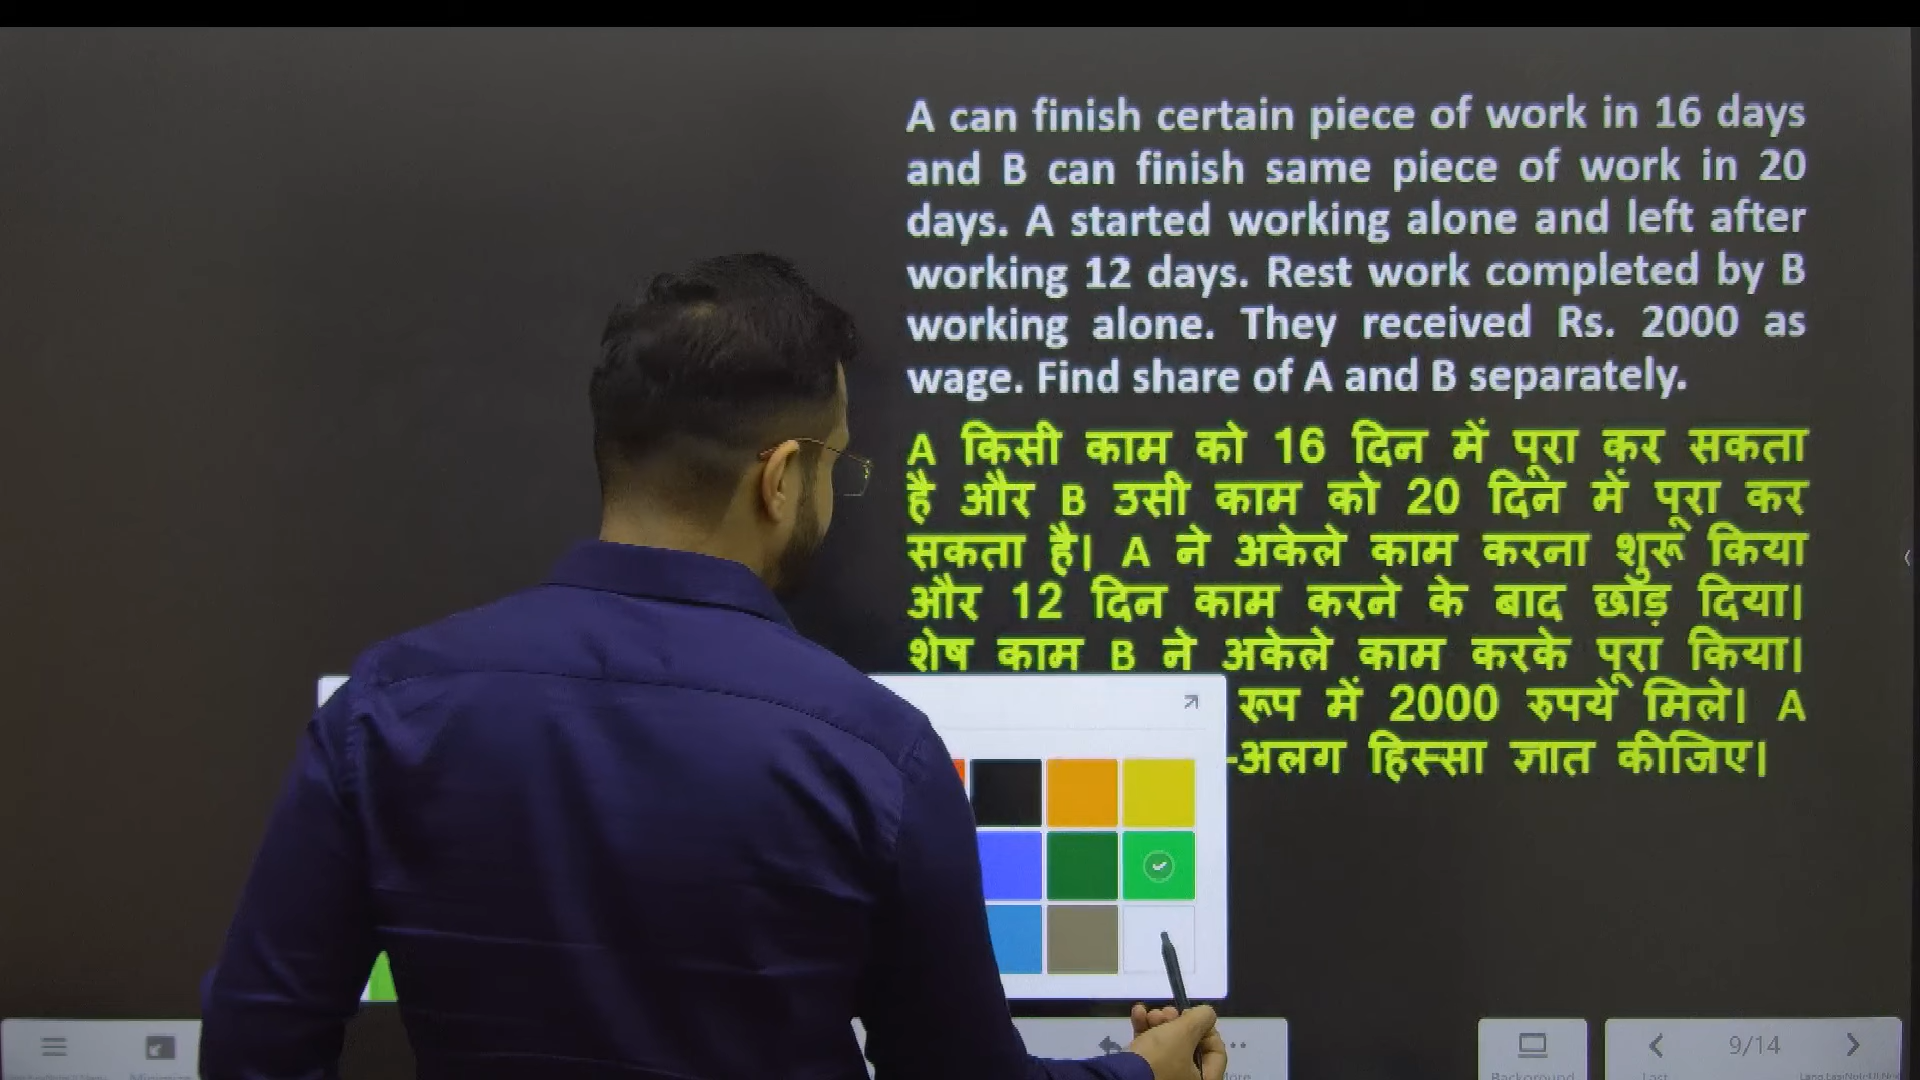 A can finish certain piece of work in 16 days
and B can finish same piece of work in 20
days. A started working alone and left after
working 12 days. Rest work completed by B
working alone. They received Rs. 2000 as
wage. Find share of A and B separately.
A किसी काम को 16 दिन में पूरा कर सकता
है और B उसी काम को 20 दिन में पूरा कर
सकता है। A ने अकेले काम करना शुरू किया
और 12 दिन काम करने के बाद छोड़ दिया।
शेष काम B ने अकेले काम करके पूरा किया।
रूप में 2000 रुपये मिले। A
-अलग हिस्सा ज्ञात कीजिए।
9/14